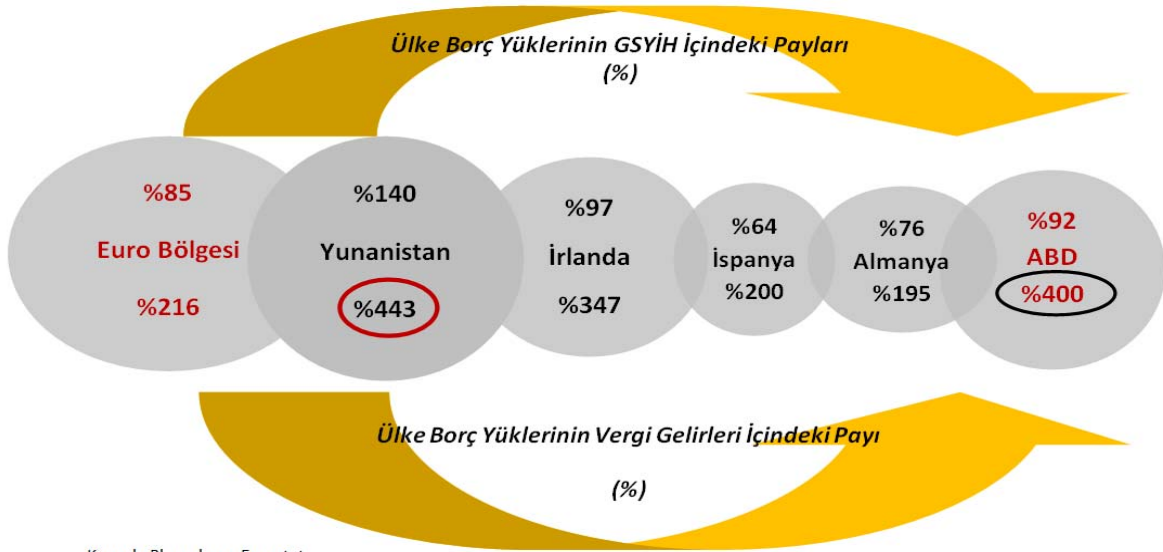 Ülke Borç Yüklerinin GSYİH İçindeki Payları
(%)
%85
Euro Bölgesi
%216
%140
Yunanistan
%443
%97
İrlanda
%347
%64
İspanya
%200
%76
Almanya
%195
%92
ABD
%400
Ülke Borç Yüklerinin Vergi Gelirleri İçindeki Payı
(%)